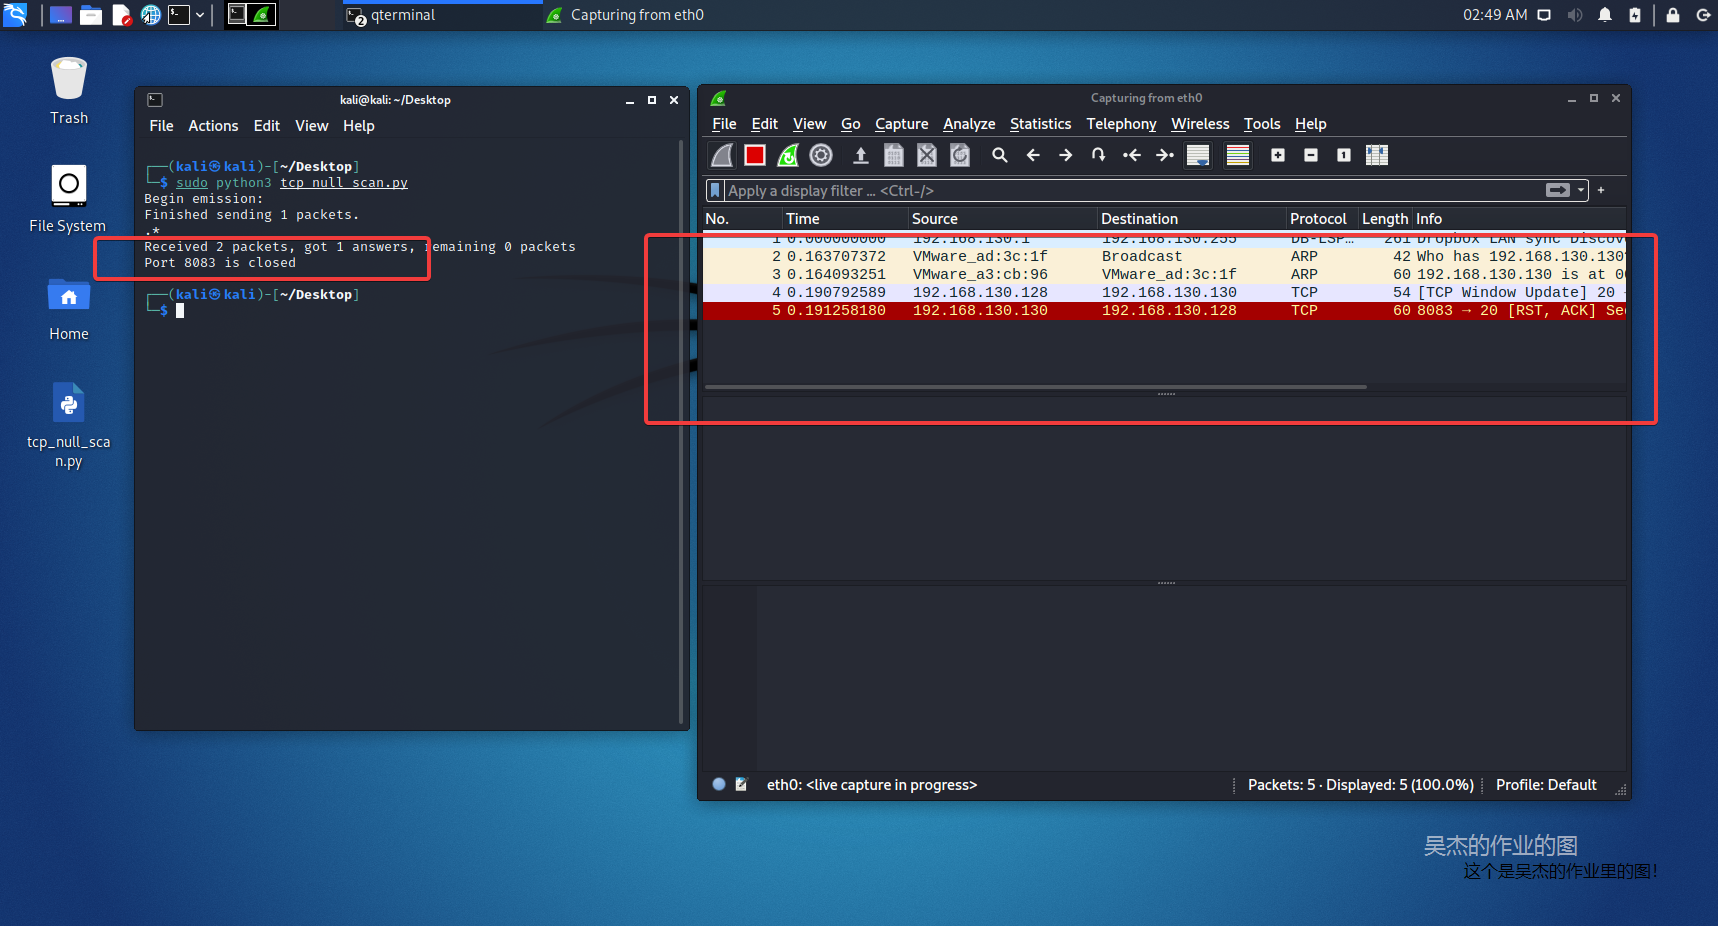 qterminal
Capturing from eth0
02:49 AM
Trash
File System
Home
tcp_null_sca
n.py
kali@kali: ~/Desktop
File Actions Edit View Help
┌──(kali㉿kali)-[~/Desktop]
└─$ sudo python3 tcp_null_scan.py
Begin emission:
Finished sending 1 packets.
.*
Received 2 packets, got 1 answers, remaining 0 packets
Port 8083 is closed
┌──(kali㉿kali)-[~/Desktop]
└─$
Capturing from eth0
File Edit View Go Capture Analyze Statistics Telephony Wireless Tools Help
Apply a display filter ... <Ctrl-/>
No. Time Source Destination Protocol Length Info
1 0.000000000 192.168.130.1 192.168.130.255 DB-LSP… 261 Dropbox LAN sync Discov
2 0.163707372 VMware_ad:3c:1f Broadcast ARP 42 Who has 192.168.130.130?
3 0.164093251 VMware_a3:cb:96 VMware_ad:3c:1f ARP 60 192.168.130.130 is at 0
4 0.190792589 192.168.130.128 192.168.130.130 TCP 54 [TCP Window Update] 20
5 0.191258180 192.168.130.130 192.168.130.128 TCP 60 8083 → 20 [RST, ACK] Se
eth0: <live capture in progress>
Packets: 5 · Displayed: 5 (100.0%)
Profile: Default
吴杰的作业的图
这个是吴杰的作业里的图!